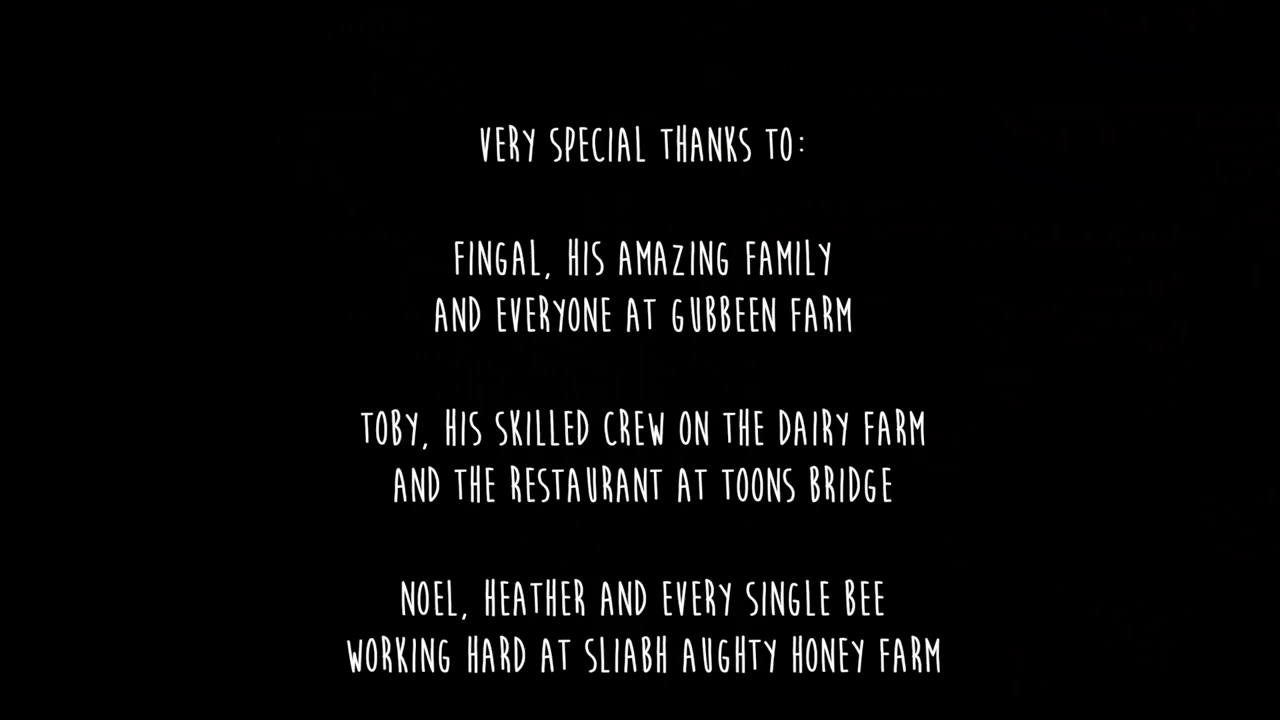 VERY SPECIAL THANKS TO:
FINGAL, HIS AMAZING FAMILY
AND EVERYONE AT GUBBEEN FARM
TOBY, HIS SKILLED CREW ON THE DAIRY FARM
AND THE RESTAURANT AT TOONS BRIDGE
NOEL, HEATHER AND EVERY SINGLE BEE
WORKING HARD AT SLIABH AUGHTY HONEY FARM